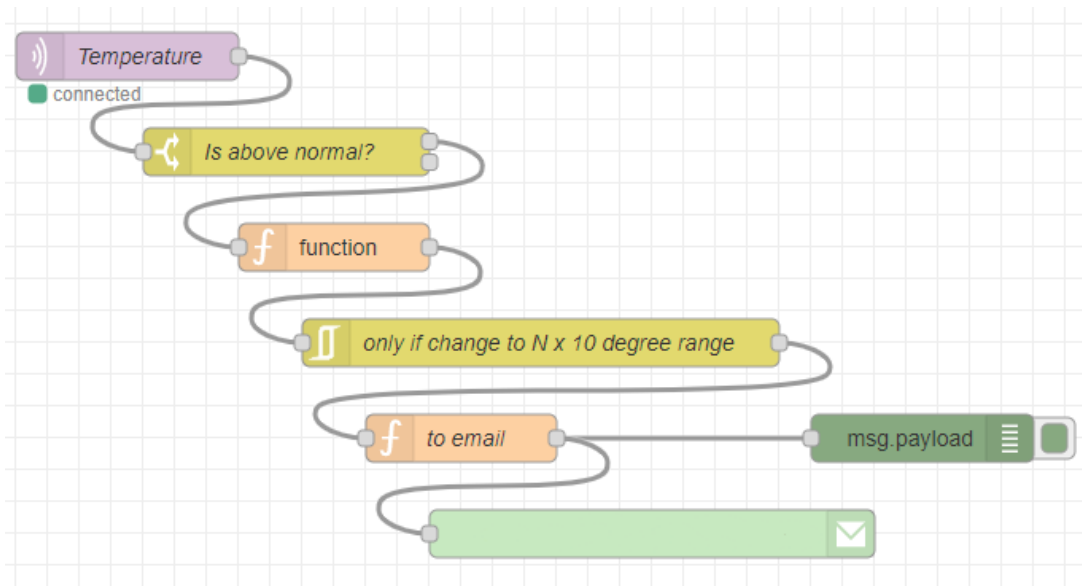 Temperature
connected
Is above normal?
function
only if change to N x 10 degree range
to email
msg.payload